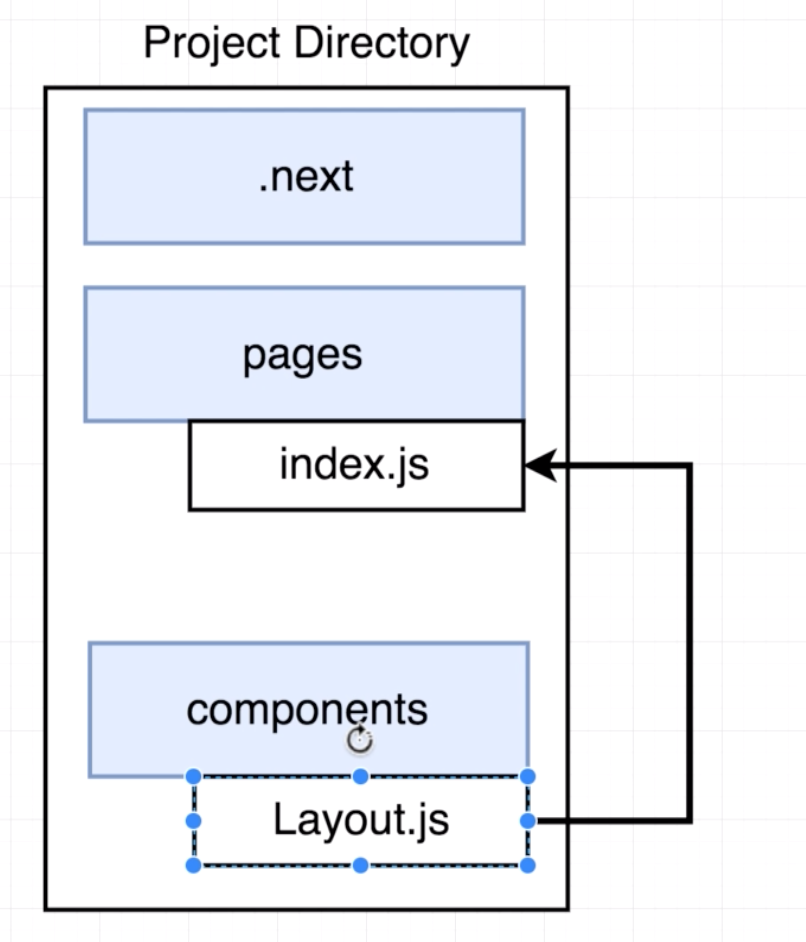 Project Directory
.next
pages
index.js
components
Layout.js